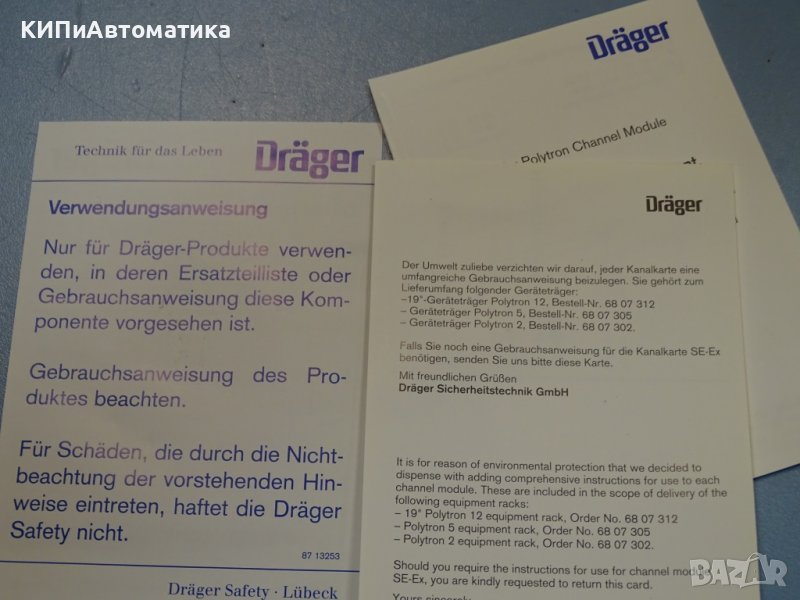 КИПиАвтоматика
Technik für das Leben
Dräger
Verwendungsanweisung
Nur für Dräger-Produkte verwen-
den, in deren Ersatzteilliste oder
Gebrauchsanweisung diese Kom-
ponente vorgesehen ist.
Gebrauchsanweisung des Pro-
duktes beachten.
Für Schäden, die durch die Nicht-
beachtung der vorstehenden Hin-
weise eintreten, haftet die Dräger
Safety nicht.
87 13253
Dräger Safety · Lübeck
Dräger
Polytron Channel Module
Dräger
Der Umwelt zuliebe verzichten wir darauf, jeder Kanalkarte eine
umfangreiche Gebrauchsanweisung beizulegen. Sie gehört zum
Lieferumfang folgender Geräteträger:
–19"-Geräteträger Polytron 12, Bestell-Nr. 68 07 312
– Geräteträger Polytron 5, Bestell-Nr. 68 07 305
– Geräteträger Polytron 2, Bestell-Nr. 68 07 302.
Falls Sie noch eine Gebrauchsanweisung für die Kanalkarte SE-Ex
benötigen, senden Sie uns bitte diese Karte.
Mit freundlichen Grüßen
Dräger Sicherheitstechnik GmbH
It is for reason of environmental protection that we decided to
dispense with adding comprehensive instructions for use to each
channel module. These are included in the scope of delivery of the
following equipment racks:
– 19" Polytron 12 equipment rack, Order No. 68 07 312
– Polytron 5 equipment rack, Order No. 68 07 305
– Polytron 2 equipment rack, Order No. 68 07 302.
Should you require the instructions for use for channel module
SE-Ex, you are kindly requested to return this card.
Yours sincerely
BAZAR.bg